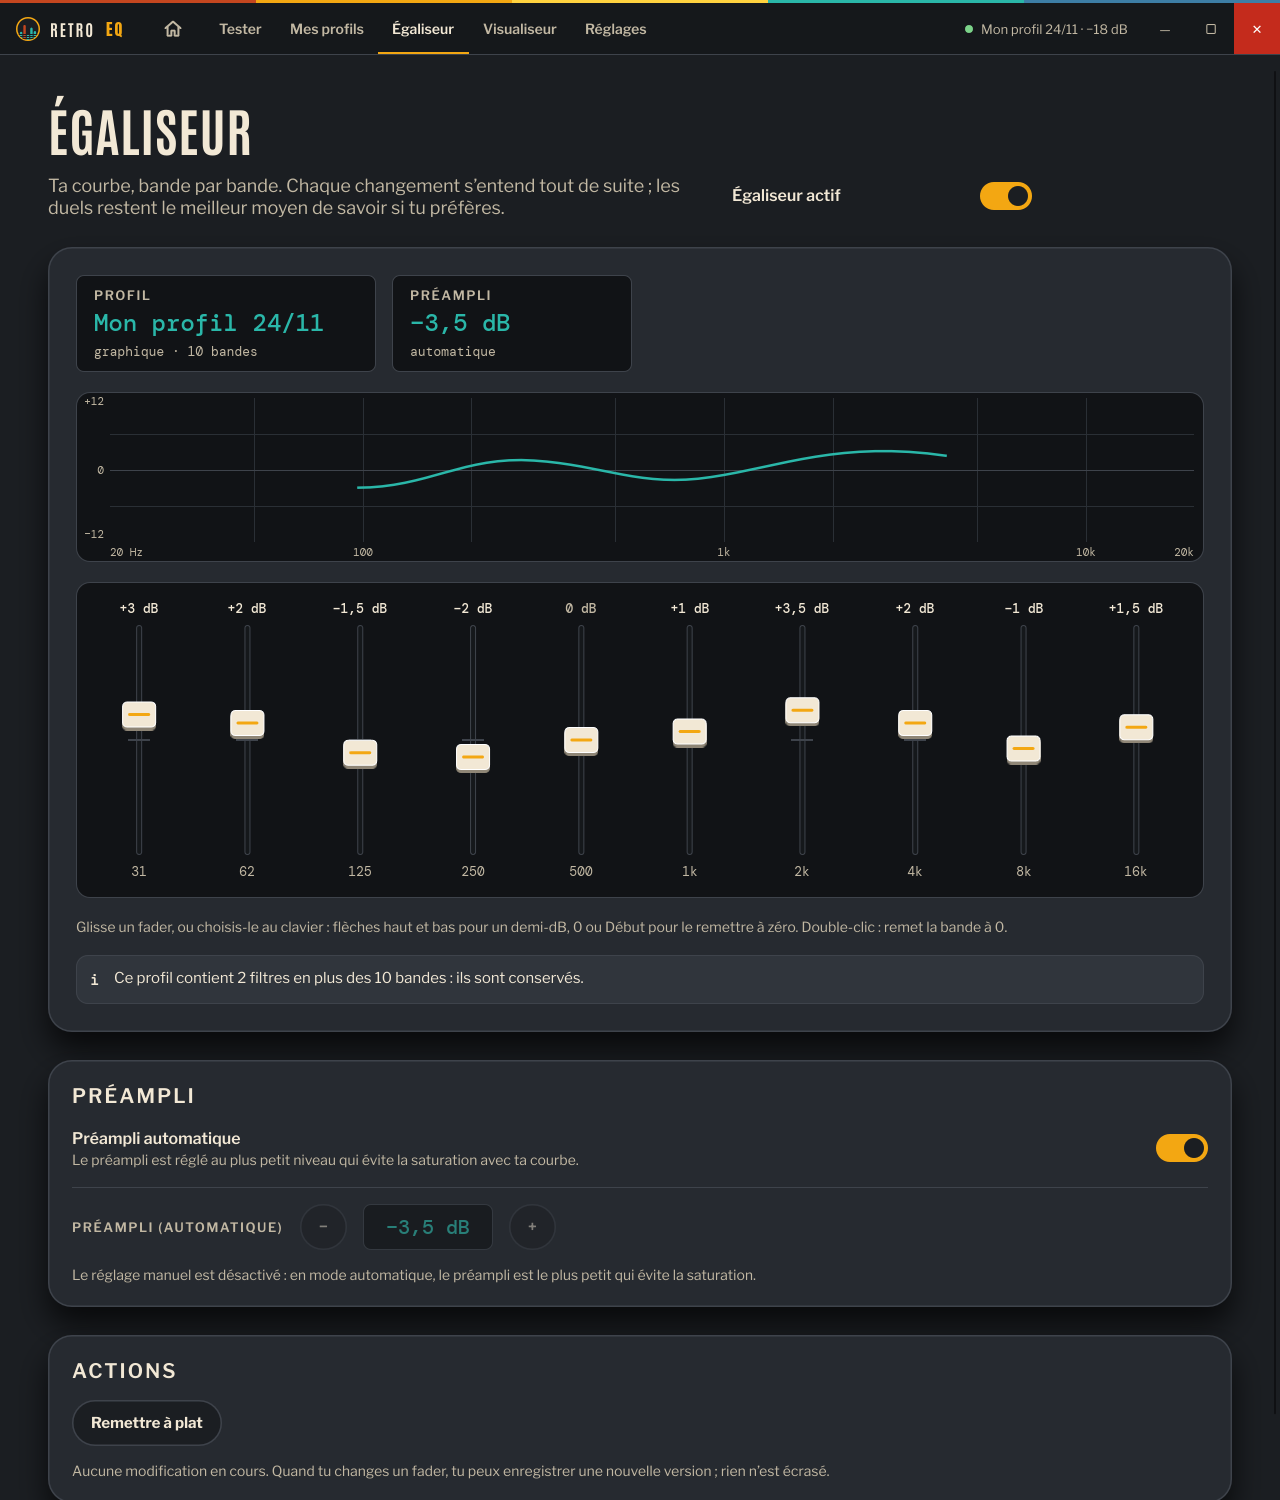 RETRO EQ
Tester
Mes profils
Égaliseur
Visualiseur
Réglages
Mon profil 24/11 · −18 dB
ÉGALISEUR
Ta courbe, bande par bande. Chaque changement s’entend tout de suite ; les
duels restent le meilleur moyen de savoir si tu préfères.
Égaliseur actif
PROFIL
Mon profil 24/11
graphique · 10 bandes
PRÉAMPLI
−3,5 dB
automatique
+12
0
−12
20 Hz
100
1k
10k
20k
+3 dB
+2 dB
−1,5 dB
−2 dB
0 dB
+1 dB
+3,5 dB
+2 dB
−1 dB
+1,5 dB
31
62
125
250
500
1k
2k
4k
8k
16k
Glisse un fader, ou choisis-le au clavier : flèches haut et bas pour un demi-dB, 0 ou Début pour le remettre à zéro. Double-clic : remet la bande à 0.
i Ce profil contient 2 filtres en plus des 10 bandes : ils sont conservés.
PRÉAMPLI
Préampli automatique
Le préampli est réglé au plus petit niveau qui évite la saturation avec ta courbe.
PRÉAMPLI (AUTOMATIQUE)
−
−3,5 dB
+
Le réglage manuel est désactivé : en mode automatique, le préampli est le plus petit qui évite la saturation.
ACTIONS
Remettre à plat
Aucune modification en cours. Quand tu changes un fader, tu peux enregistrer une nouvelle version ; rien n’est écrasé.